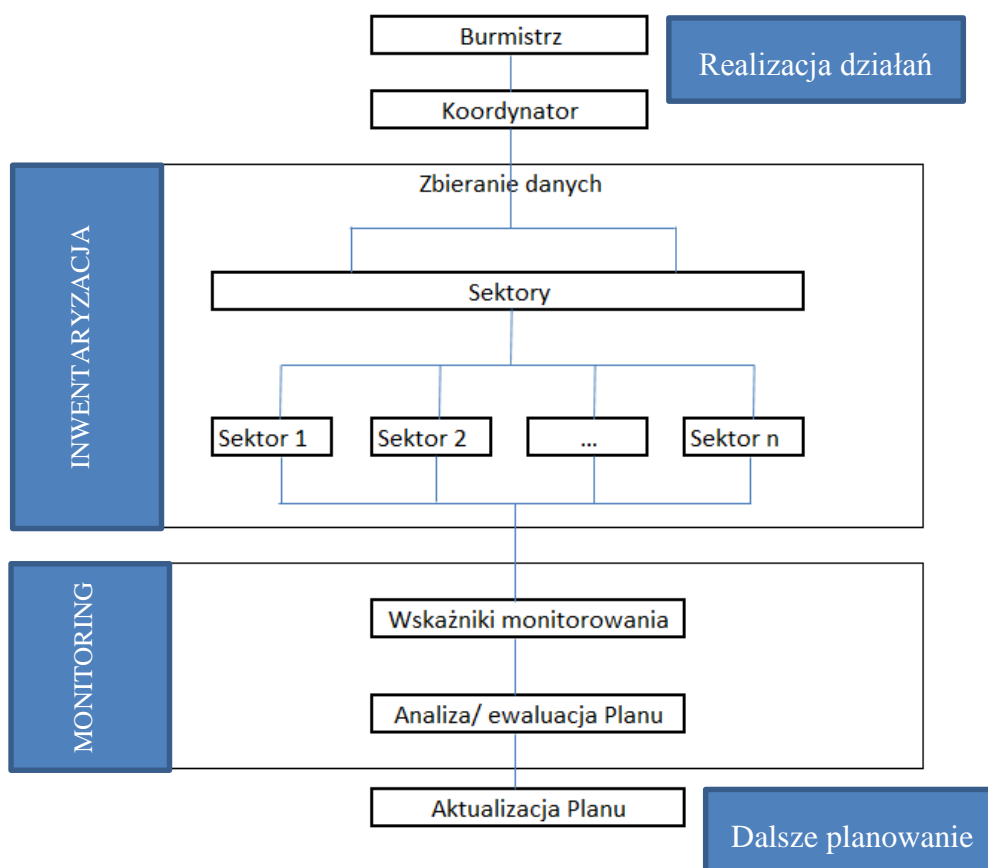 Burmistrz
Realizacja działań
Koordynator
INWENTARYZACJA
Zbieranie danych
Sektory
Sektor 1
Sektor 2
...
Sektor n
MONITORING
Wskaźniki monitorowania
Analiza/ ewaluacja Planu
Aktualizacja Planu
Dalsze planowanie